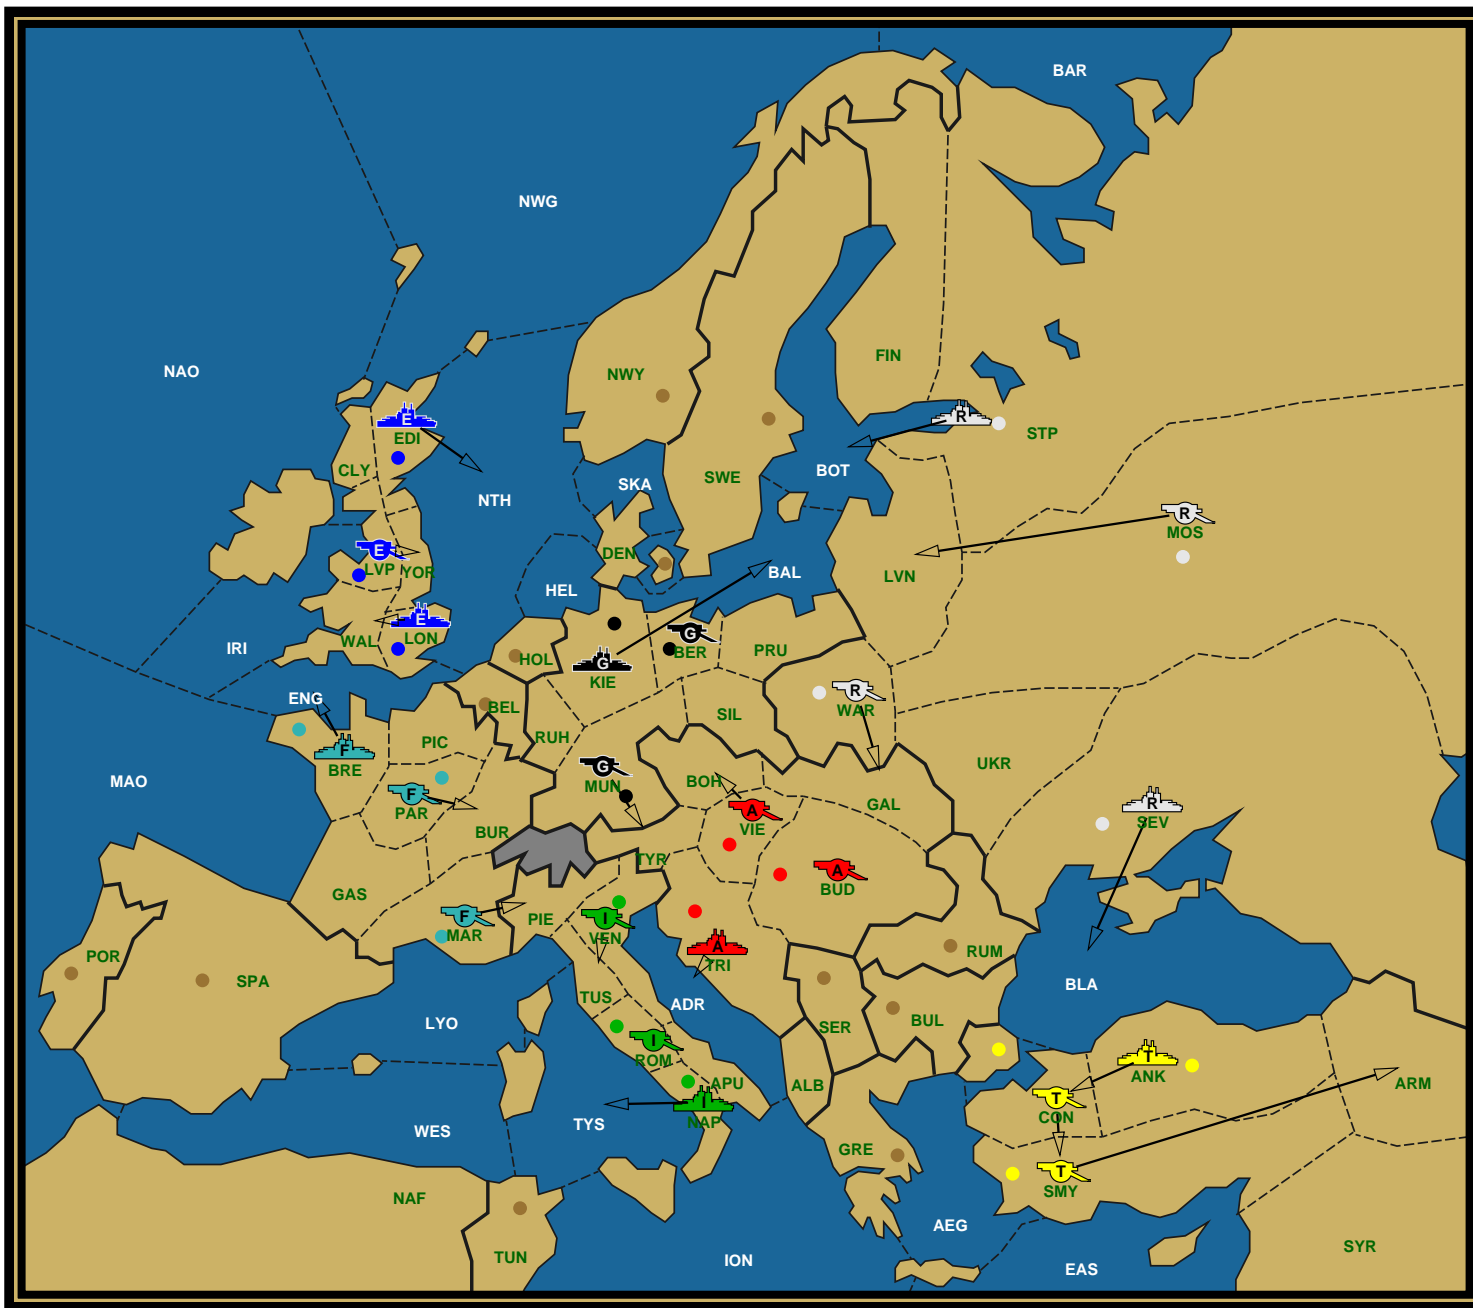 BAR
NWG
NAO
FIN
NWY
E
EDI
R
STP
CLY
BOT
SWE
SKA
NTH
R
MOS
E
LVP
YOR
DEN
BAL
LVN
HEL
E
LON
WAL
IRI
G
BER
PRU
HOL
G
KIE
ENG
R
WAR
BEL
SIL
PIC
RUH
F
BRE
UKR
G
MUN
BOH
MAO
F
PAR
A
VIE
GAL
R
SEV
BUR
TYR
A
BUD
GAS
F
MAR
PIE
I
VEN
A
TRI
RUM
POR
SPA
BLA
TUS
ADR
LYO
SER
BUL
I
ROM
T
ANK
APU
ALB
ARM
I
NAP
T
CON
WES
TYS
GRE
T
SMY
NAF
AEG
SYR
TUN
ION
EAS